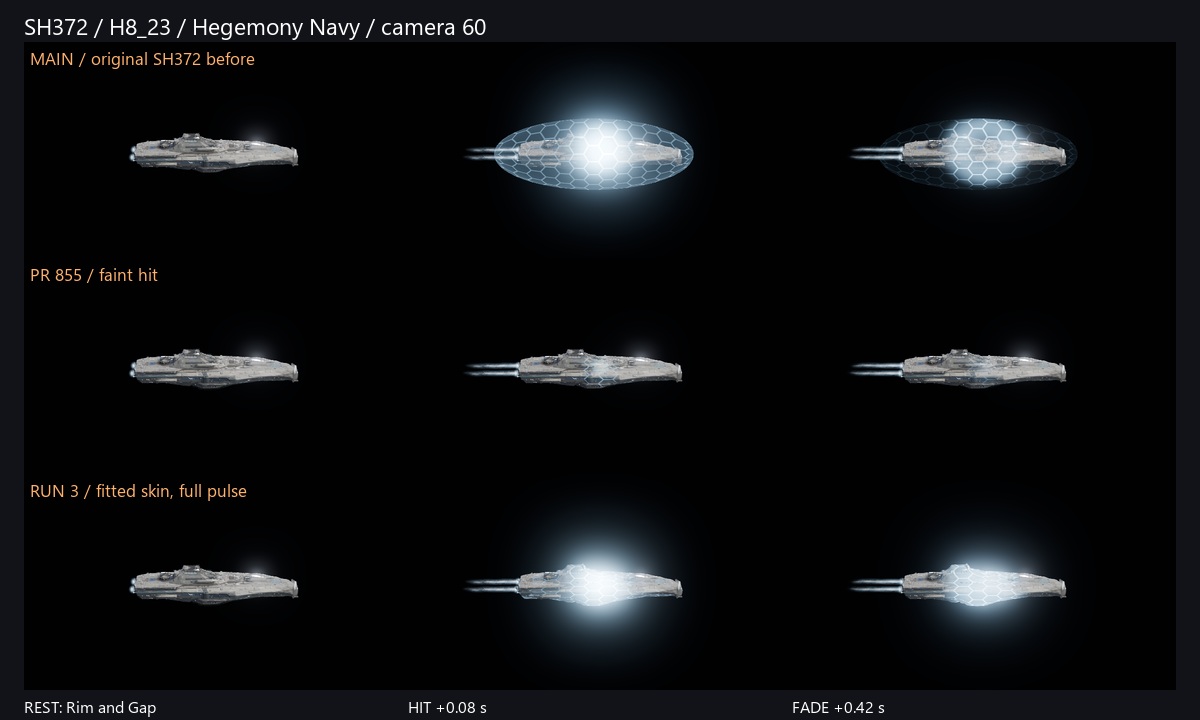 SH372 / H8_23 / Hegemony Navy / camera 60
MAIN / original SH372 before
PR 855 / faint hit
RUN 3 / fitted skin, full pulse
REST: Rim and Gap
HIT +0.08 s
FADE +0.42 s